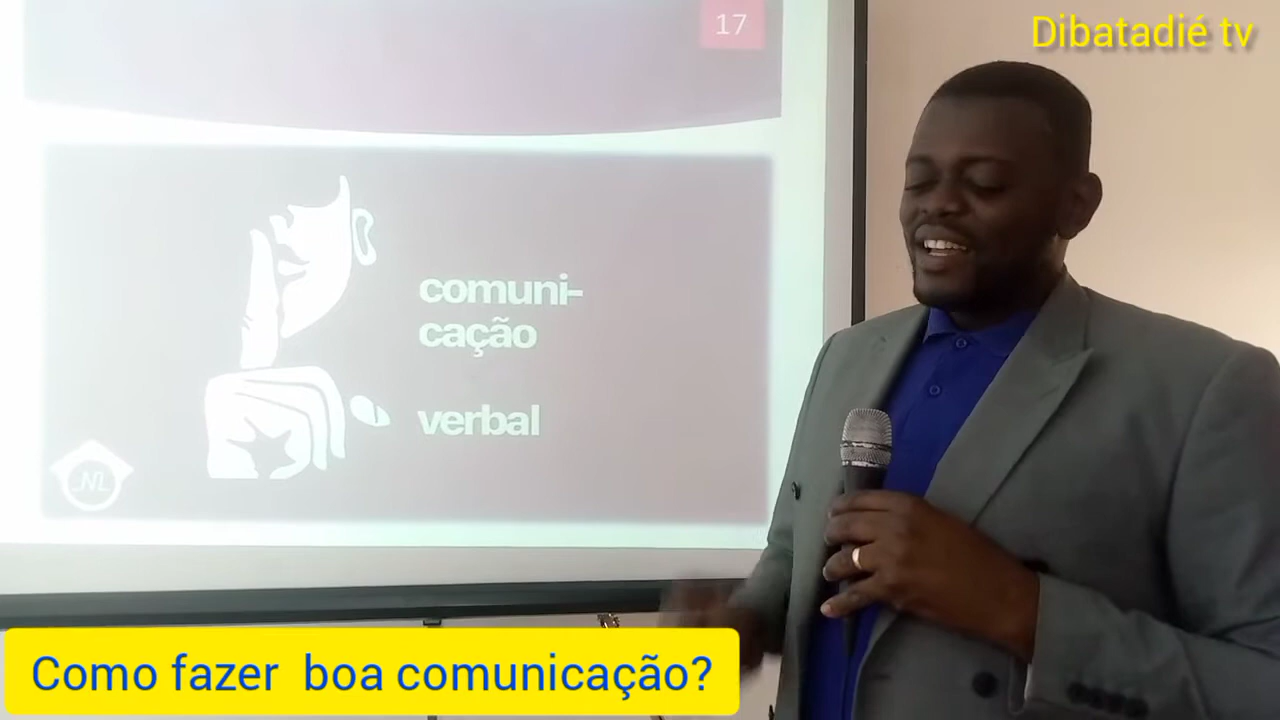 17
Dibatadié tv
comuni-
cação
verbal
NL
Como fazer boa comunicação?